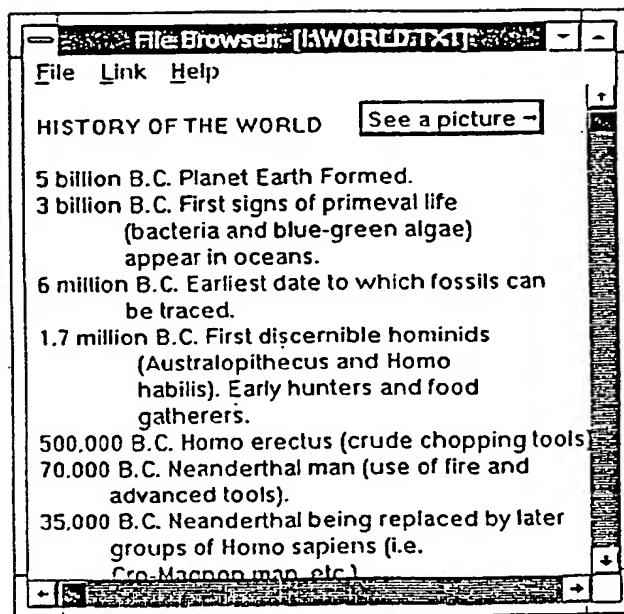 File Browser - [I:\WORLD.TXT]
File Link Help
HISTORY OF THE WORLD See a picture →
5 billion B.C. Planet Earth Formed.
3 billion B.C. First signs of primeval life
(bacteria and blue-green algae)
appear in oceans.
6 million B.C. Earliest date to which fossils can
be traced.
1.7 million B.C. First discernible hominids
(Australopithecus and Homo
habilis). Early hunters and food
gatherers.
500,000 B.C. Homo erectus (crude chopping tools)
70.000 B.C. Neanderthal man (use of fire and
advanced tools).
35.000 B.C. Neanderthal being replaced by later
groups of Homo sapiens (i.e.
Cro-Magnon man, etc.)